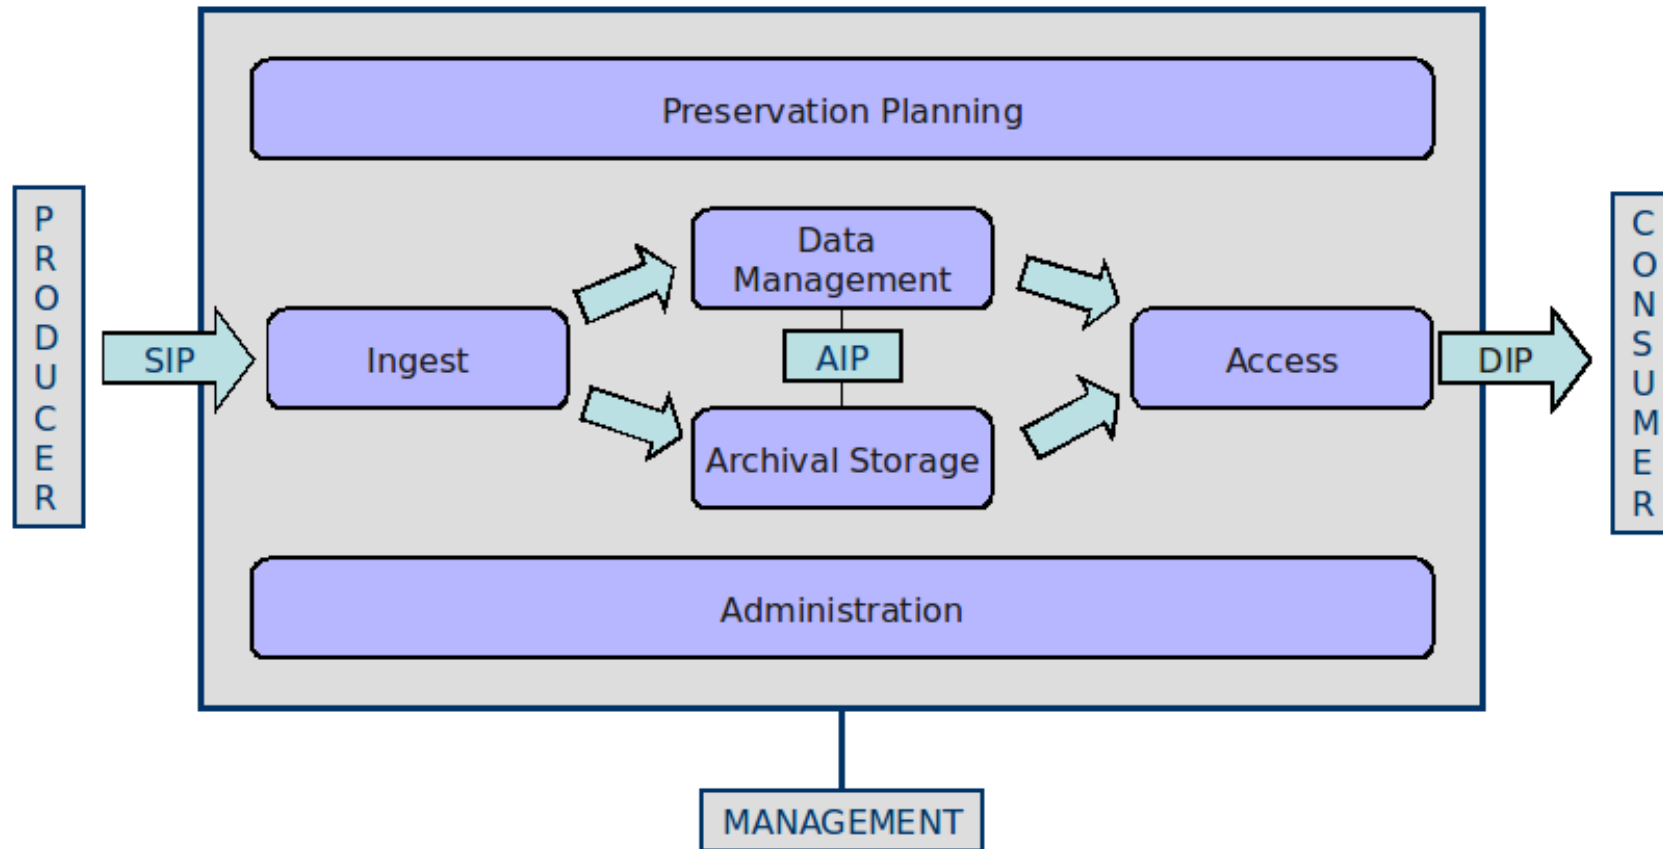 Preservation Planning
PRODUCER
Data
Management
SIP
Ingest
AIP
Access
DIP
CONSUMER
Archival Storage
Administration
MANAGEMENT